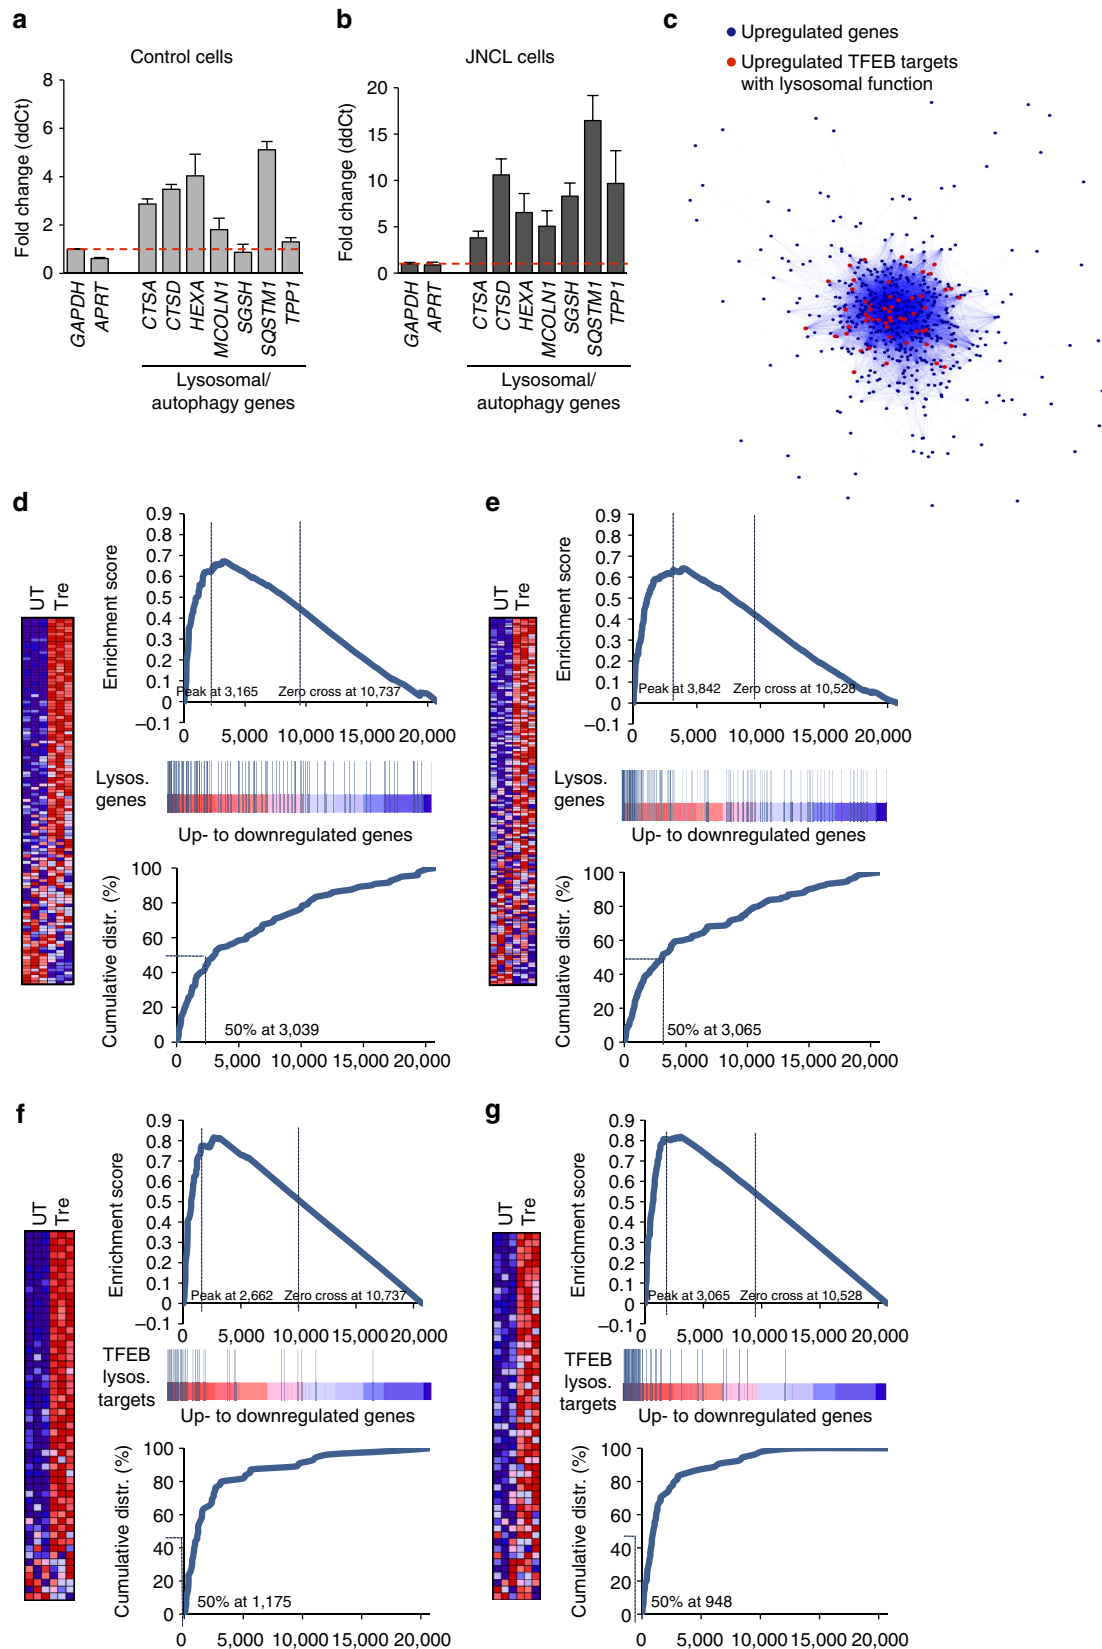 a
Control cells
Fold change (ddCt)
8
6
4
2
0
GAPDH
APRT
CTSA
CTSD
HEXA
MCOLN1
SGSH
SQSTM1
TPP1
Lysosomal/
autophagy genes
b
JNCL cells
Fold change (ddCt)
20
15
10
5
0
GAPDH
APRT
CTSA
CTSD
HEXA
MCOLN1
SGSH
SQSTM1
TPP1
Lysosomal/
autophagy genes
c
Upregulated genes
Upregulated TFEB targets
with lysosomal function
d
UT
Tre
Enrichment score
0.9
0.8
0.7
0.6
0.5
0.4
0.3
0.2
0.1
0
–0.1
Peak at 3,165
Zero cross at 10,737
0 5,000 10,000 15,000 20,000
Lysos.
genes
Up- to downregulated genes
Cumulative distr. (%)
100
80
60
40
20
0
50% at 3,039
0 5,000 10,000 15,000 20,000
e
UT
Tre
Enrichment score
0.9
0.8
0.7
0.6
0.5
0.4
0.3
0.2
0.1
0
–0.1
Peak at 3,842
Zero cross at 10,528
0 5,000 10,000 15,000 20,000
Lysos.
genes
Up- to downregulated genes
Cumulative distr. (%)
100
80
60
40
20
0
50% at 3,065
0 5,000 10,000 15,000 20,000
f
UT
Tre
Enrichment score
0.9
0.8
0.7
0.6
0.5
0.4
0.3
0.2
0.1
0
–0.1
Peak at 2,662
Zero cross at 10,737
0 5,000 10,000 15,000 20,000
TFEB
lysos.
targets
Up- to downregulated genes
Cumulative distr. (%)
100
80
60
40
20
0
50% at 1,175
0 5,000 10,000 15,000 20,000
g
UT
Tre
Enrichment score
0.9
0.8
0.7
0.6
0.5
0.4
0.3
0.2
0.1
0
–0.1
Peak at 3,065
Zero cross at 10,528
0 5,000 10,000 15,000 20,000
TFEB
lysos.
targets
Up- to downregulated genes
Cumulative distr. (%)
100
80
60
40
20
0
50% at 948
0 5,000 10,000 15,000 20,000